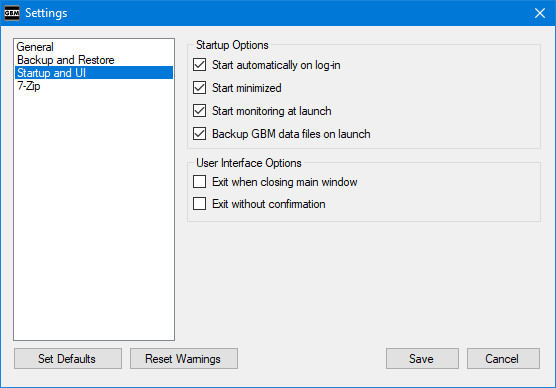 GBM Settings
General
Backup and Restore
Startup and UI
7-Zip
Startup Options
Start automatically on log-in
Start minimized
Start monitoring at launch
Backup GBM data files on launch
User Interface Options
Exit when closing main window
Exit without confirmation
Set Defaults
Reset Warnings
Save
Cancel